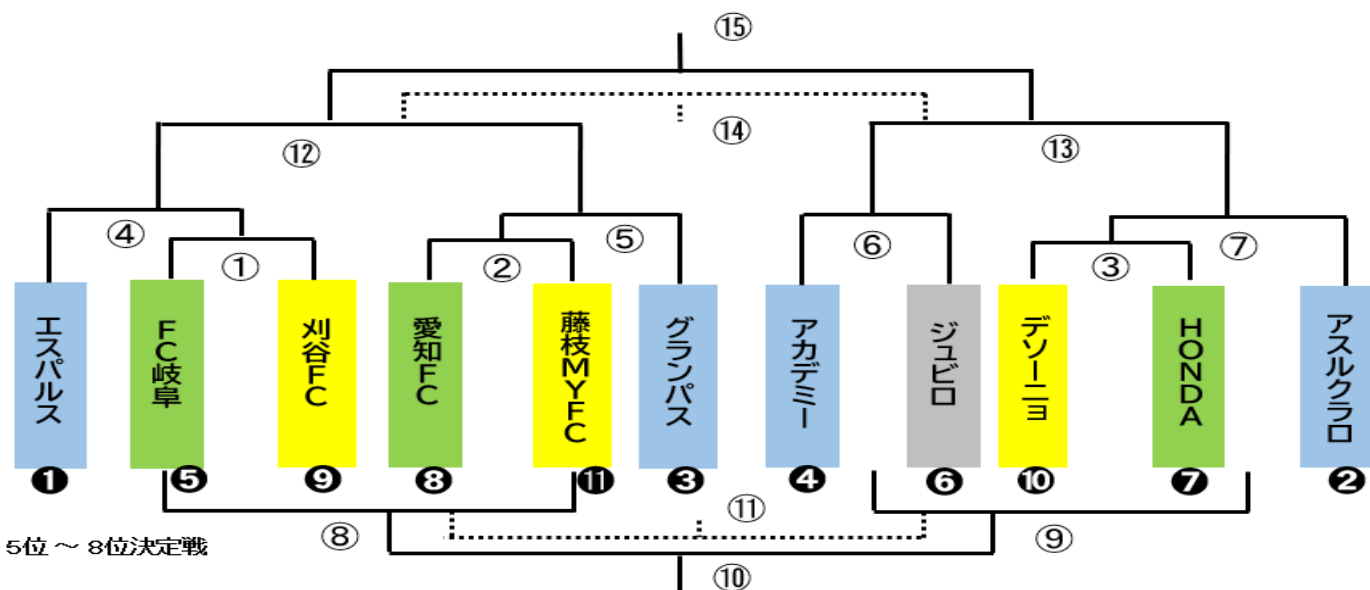 ⑮
⑭
⑫
⑬
④
⑤
⑥
⑦
①
②
③
エスパルス
FC岐阜
刈谷FC
愛知FC
藤枝MYFC
グランパス
アカデミー
ジュビロ
デソーニョ
HONDA
アスルクラロ
❶
❺
❾
❽
⓫
❸
❹
❻
❿
❼
❷
⑪
⑧
⑨
5位 ～ 8位決定戦
⑩